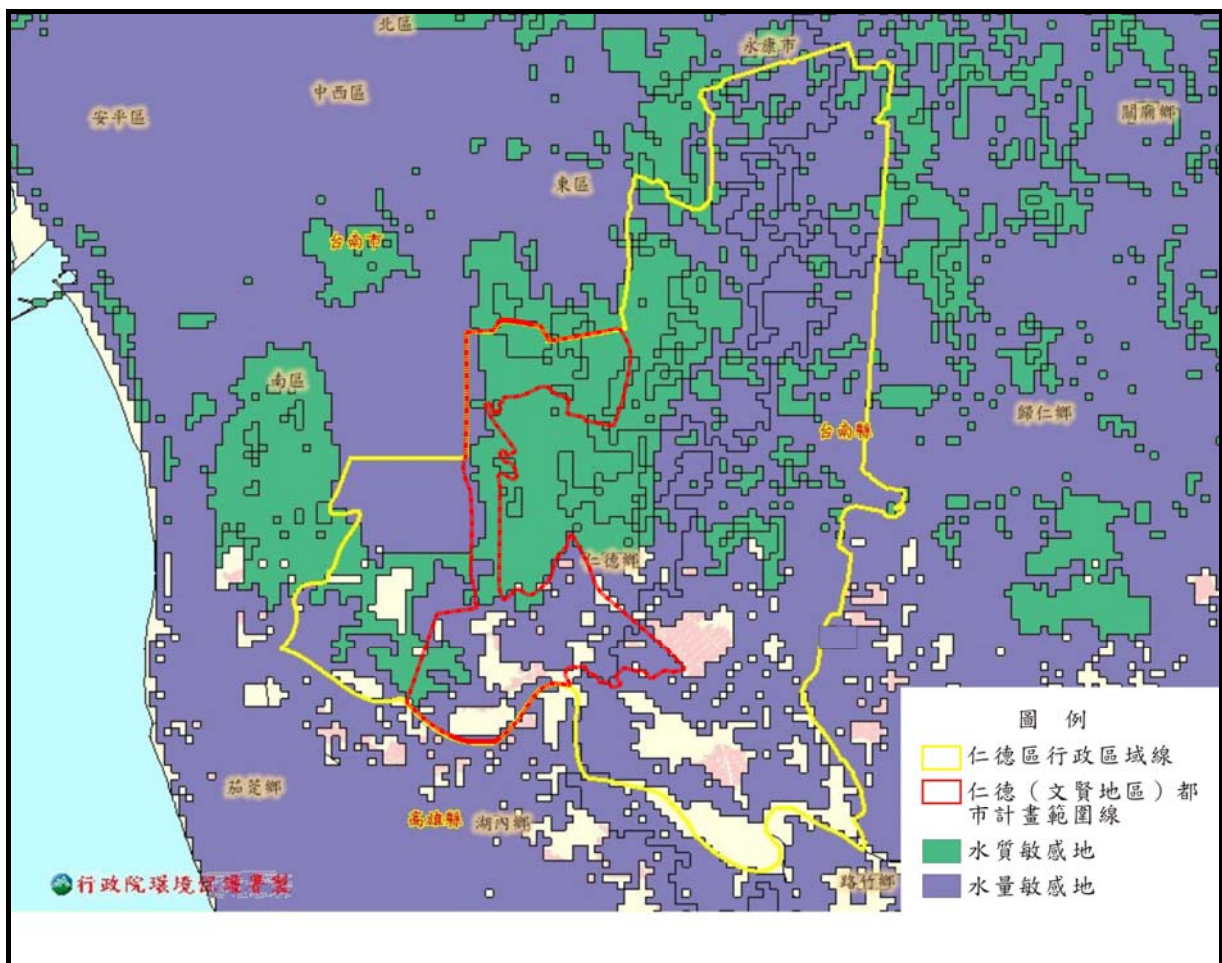 北區
永康市
中西區
安平區
關廟鄉
東區
台南市
南區
歸仁鄉
台南縣
仁德鄉
茄萣鄉
高雄縣
湖內鄉
路竹鄉
圖例
仁德區行政區域線
仁德（文賢地區）都
市計畫範圍線
水質敏感地
水量敏感地
行政院環境保護署製